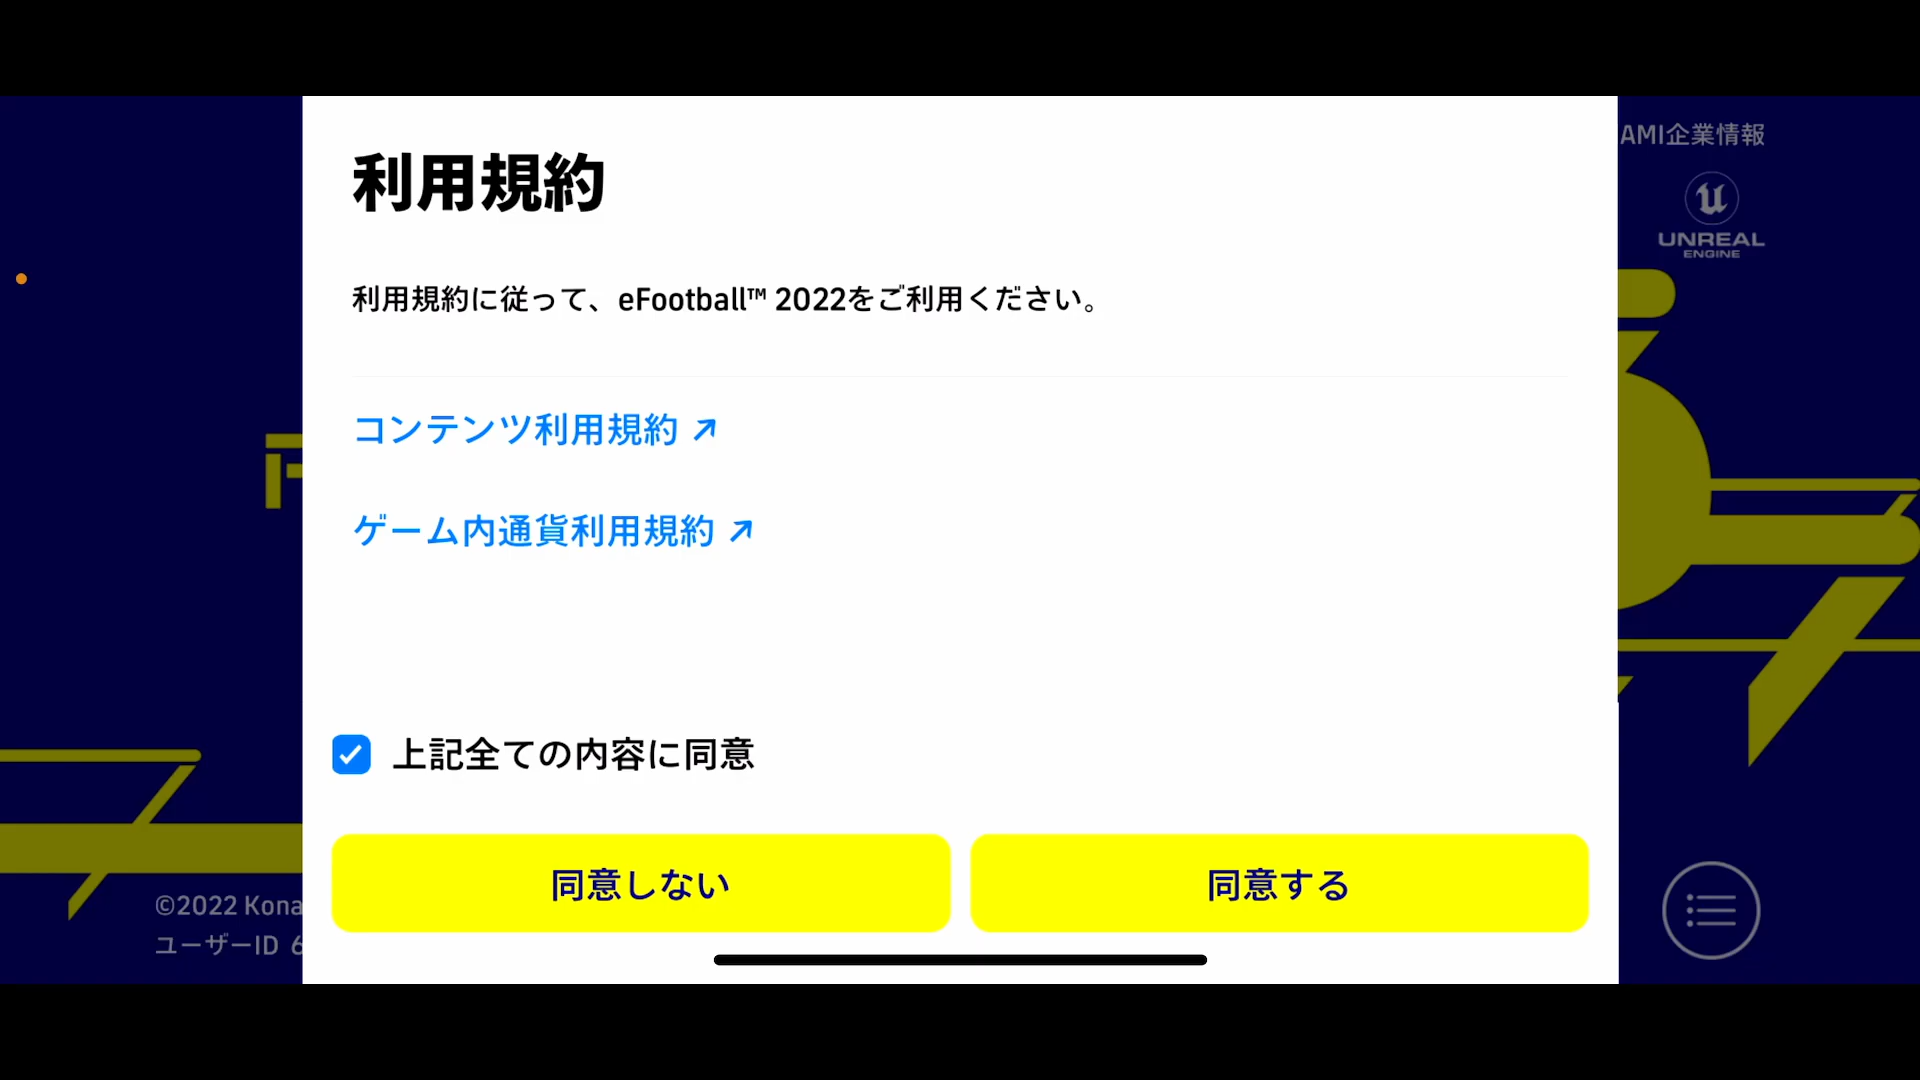 AMI企業情報
UNREAL
ENGINE
利用規約
利用規約に従って、eFootball™ 2022をご利用ください。
コンテンツ利用規約
ゲーム内通貨利用規約
上記全ての内容に同意
同意しない
同意する
©2022 Kona
ユーザーID 6